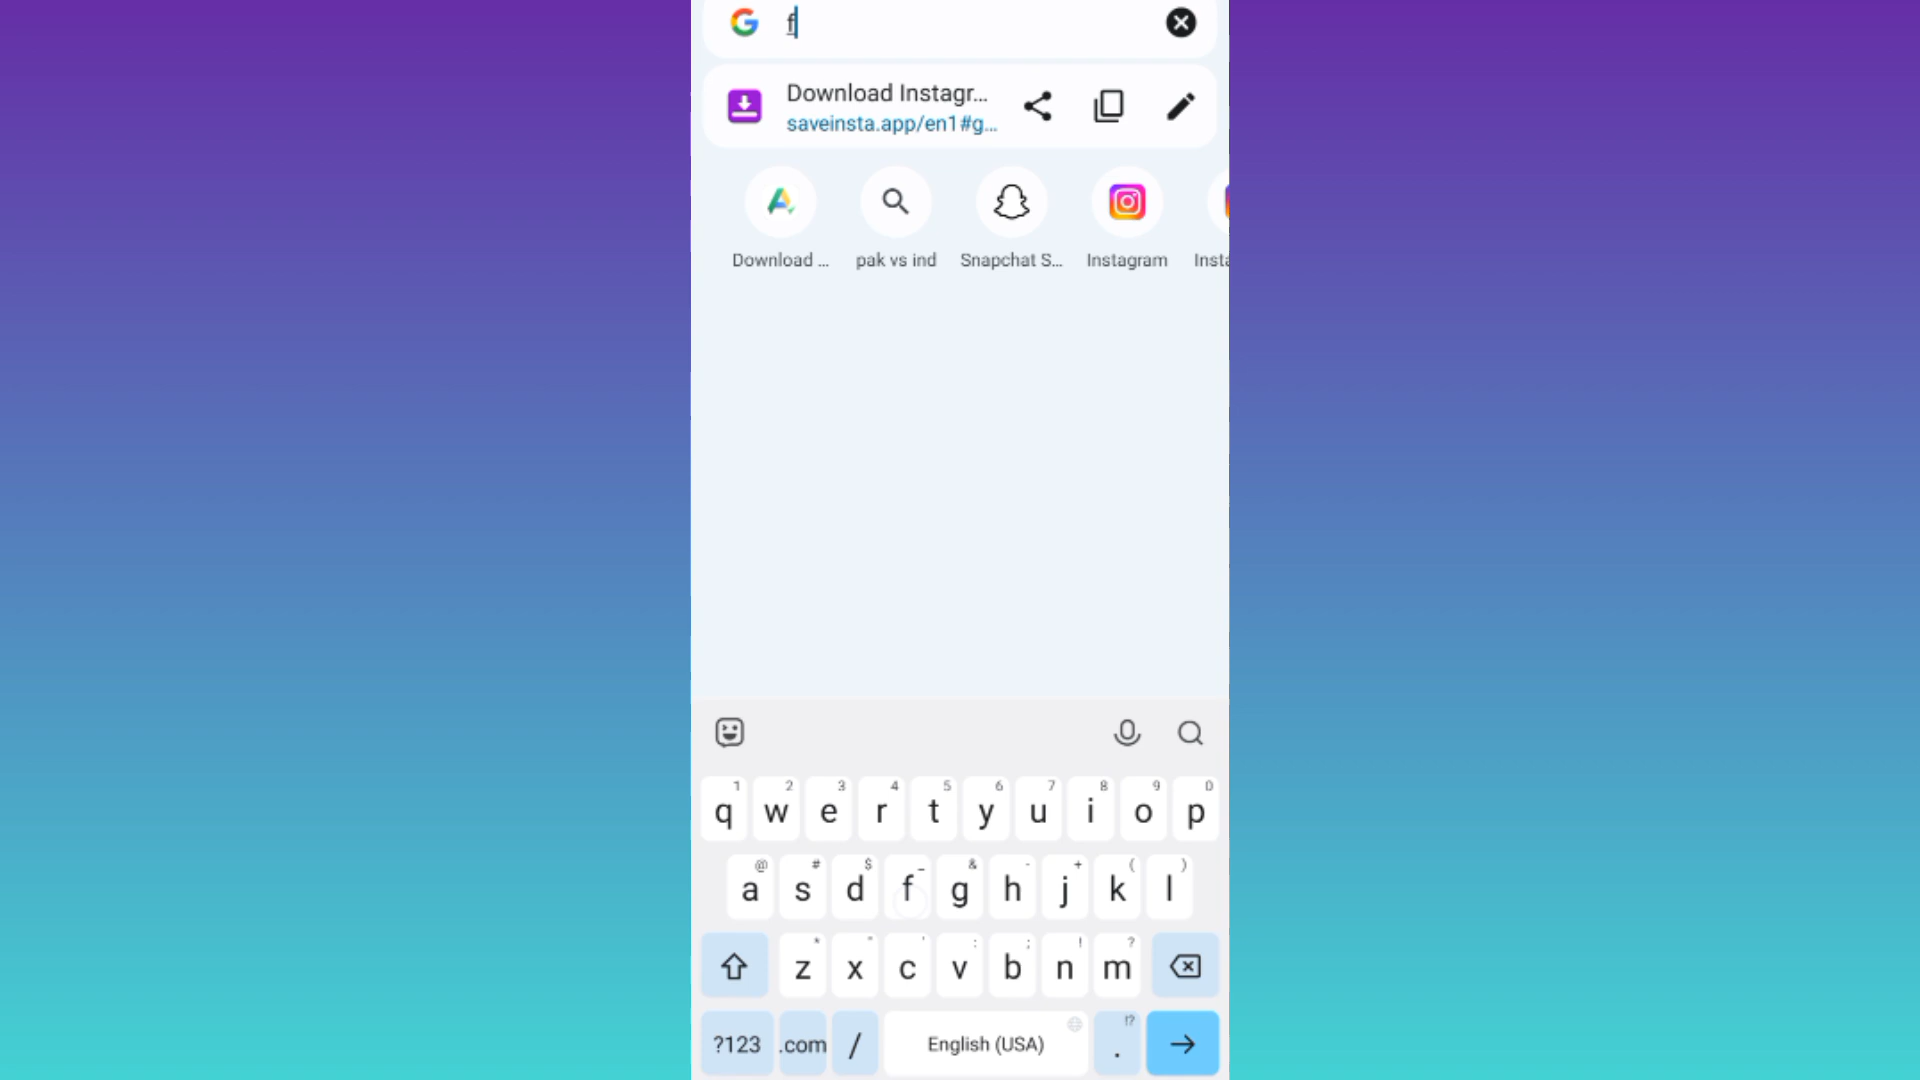 f
Download Instagr...
saveinsta.app/en1#g...
Download ... pak vs ind Snapchat S... Instagram Insta
1 2 3 4 5 6 7 8 9 0
q w e r t y u i o p
@ # $ _ & - + ( )
a s d f g h j k l
* " ' : ; ! ?
z x c v b n m
!?
?123 .com / English (USA) .